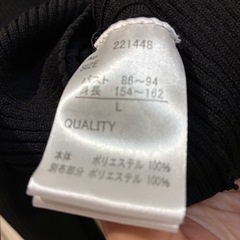 221448
SIZE
バスト 86~94
身長 154~162
L
QUALITY
本体 ポリエステル 100%
別布部分 ポリエステル 100%